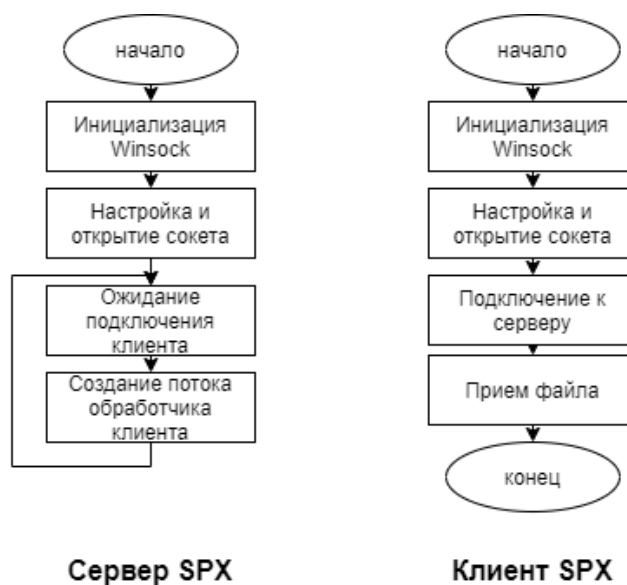 начало
Инициализация
Winsock
Настройка и
открытие сокета
Ожидание
подключения
клиента
Создание потока
обработчика
клиента
Сервер SPX
начало
Инициализация
Winsock
Настройка и
открытие сокета
Подключение к
серверу
Прием файла
конец
Клиент SPX